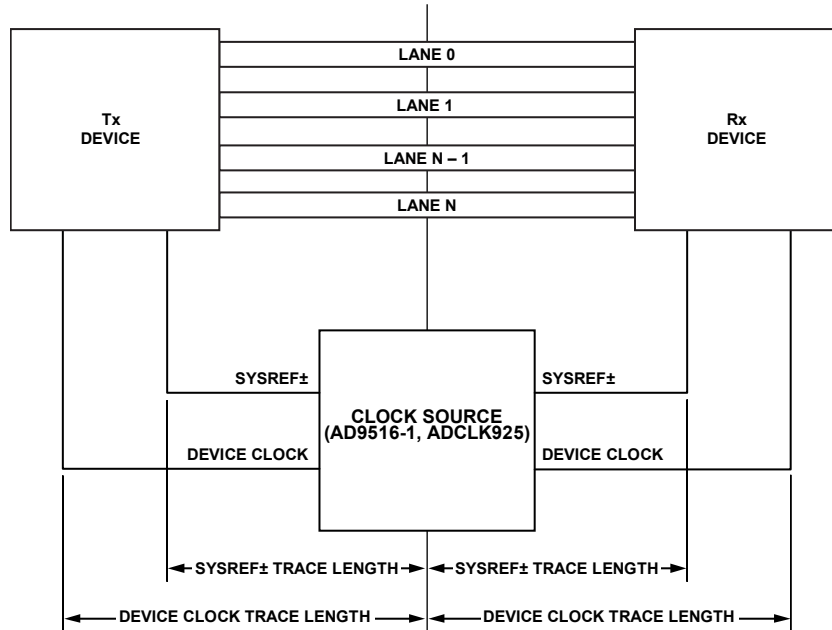 LANE 0
LANE 1
Tx
DEVICE
Rx
DEVICE
LANE N – 1
LANE N
SYSREF±
SYSREF±
CLOCK SOURCE
(AD9516-1, ADCLK925)
DEVICE CLOCK
DEVICE CLOCK
SYSREF± TRACE LENGTH
SYSREF± TRACE LENGTH
DEVICE CLOCK TRACE LENGTH
DEVICE CLOCK TRACE LENGTH